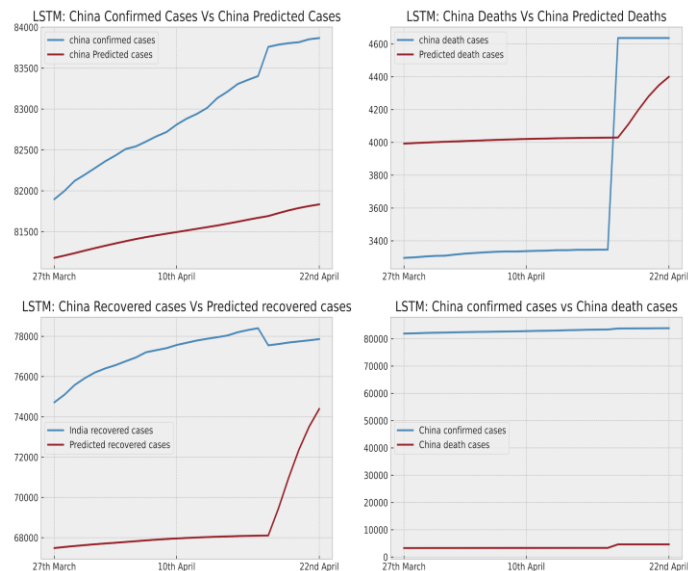 LSTM: China Confirmed Cases Vs China Predicted Cases
84000
83500
83000
82500
82000
81500
china confirmed cases
china Predicted cases
27th March
10th April
22nd April
LSTM: China Deaths Vs China Predicted Deaths
4600
4400
4200
4000
3800
3600
3400
china death cases
Predicted death cases
27th March
10th April
22nd April
LSTM: China Recovered cases Vs Predicted recovered cases
78000
76000
74000
72000
70000
68000
India recovered cases
Predicted recovered cases
27th March
10th April
22nd April
LSTM: China confirmed cases vs China death cases
80000
70000
60000
50000
40000
30000
20000
10000
0
China confirmed cases
China death cases
27th March
10th April
22nd April